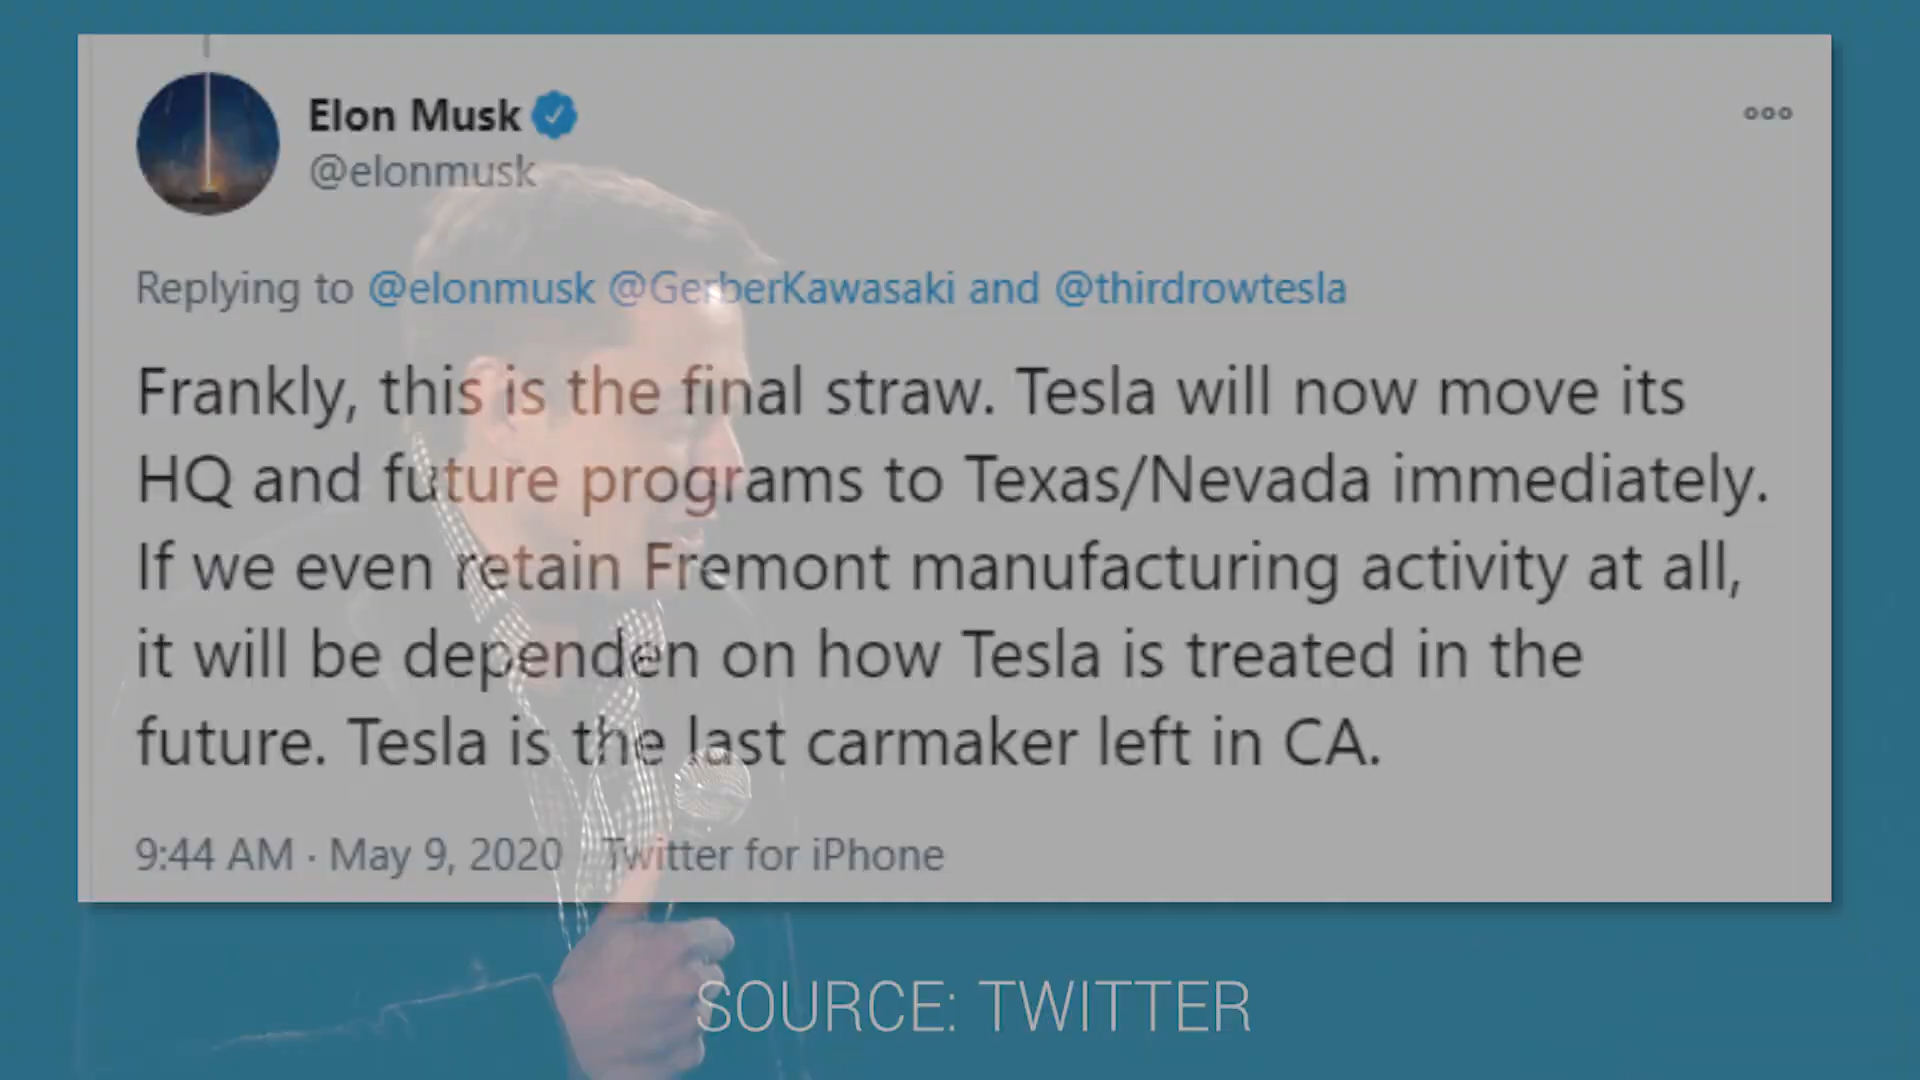 Elon Musk
@elonmusk
Replying to @elonmusk @GerberKawasaki and @thirdrowtesla
Frankly, this is the final straw. Tesla will now move its
HQ and future programs to Texas/Nevada immediately.
If we even retain Fremont manufacturing activity at all,
it will be dependen on how Tesla is treated in the
future. Tesla is the last carmaker left in CA.
9:44 AM · May 9, 2020 · Twitter for iPhone
SOURCE: TWITTER